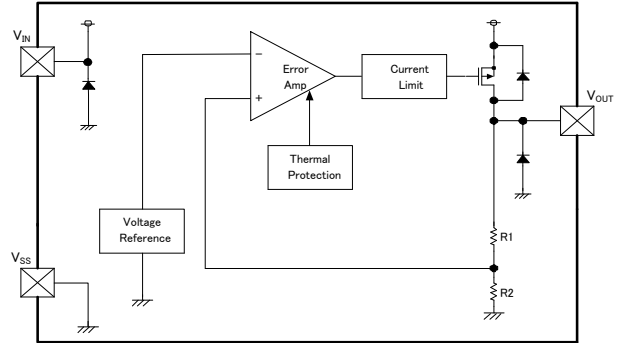 VIN
−
Error
Amp
+
Current
Limit
VOUT
Thermal
Protection
Voltage
Reference
R1
VSS
R2